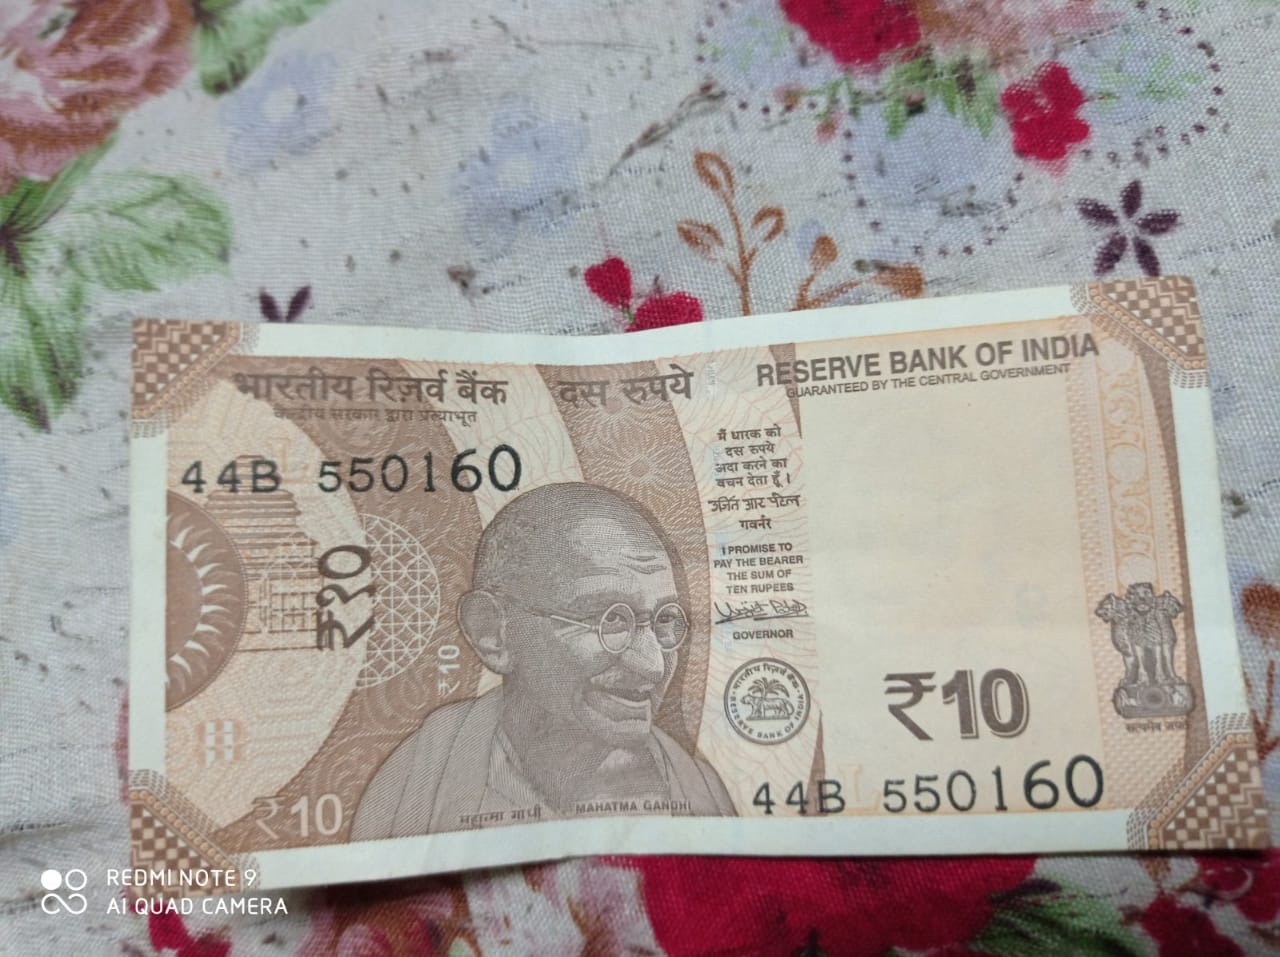 भारतीय रिज़र्व बैंक
केन्द्रीय सरकार द्वारा प्रत्याभूत
दस रुपये
RESERVE BANK OF INDIA
GUARANTEED BY THE CENTRAL GOVERNMENT
44B 550160
मैं धारक को
दस रुपये
अदा करने का
वचन देता हूँ।
उर्जित आर पटेल
गवर्नर
I PROMISE TO
PAY THE BEARER
THE SUM OF
TEN RUPEES
GOVERNOR
₹१०
₹10
भारतीय रिज़र्व बैंक
RESERVE BANK OF INDIA
₹10
सत्यमेव जयते
₹10
महात्मा गांधी
MAHATMA GANDHI
44B 550160
REDMI NOTE 9
AI QUAD CAMERA